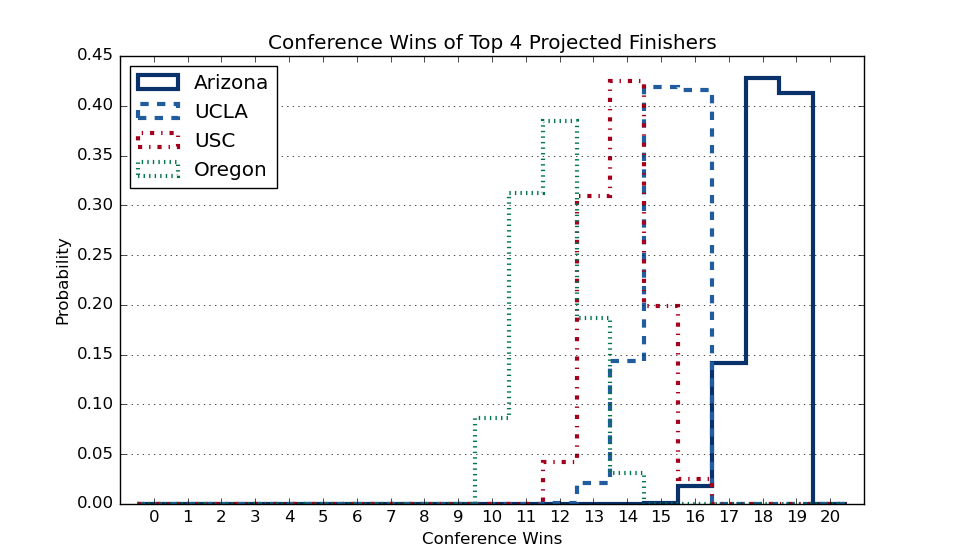 Conference Wins of Top 4 Projected Finishers
0.45
0.40
0.35
0.30
0.25
0.20
0.15
0.10
0.05
0.00
Probability
Arizona
UCLA
USC
Oregon
0 1 2 3 4 5 6 7 8 9 10 11 12 13 14 15 16 17 18 19 20
Conference Wins